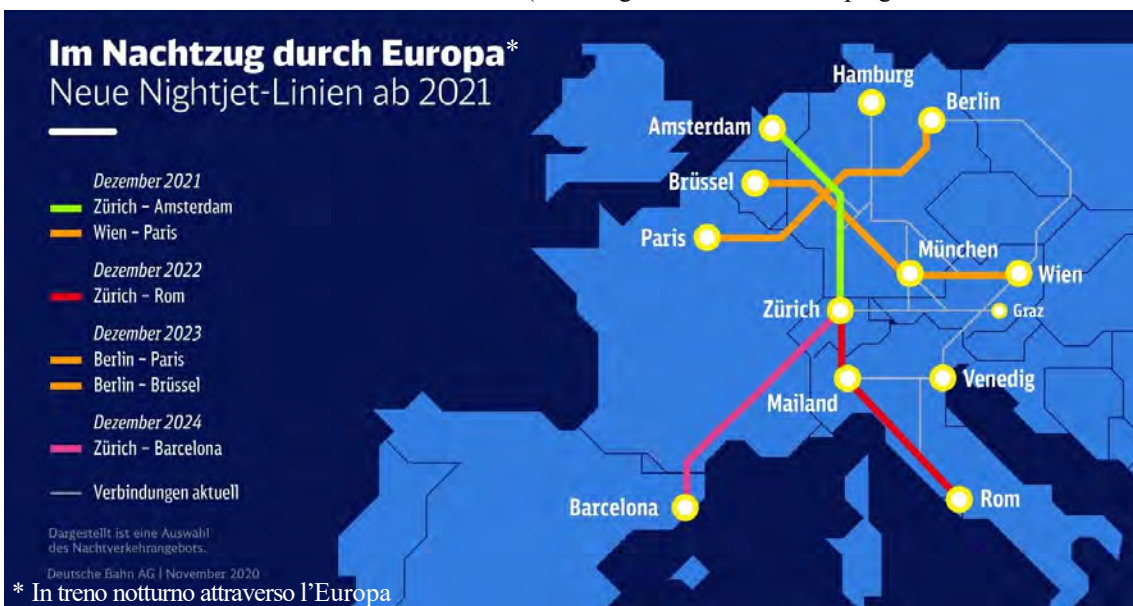 Im Nachtzug durch Europa*
Neue Nightjet-Linien ab 2021
Dezember 2021
Zürich – Amsterdam
Wien – Paris
Dezember 2022
Zürich – Rom
Dezember 2023
Berlin – Paris
Berlin – Brüssel
Dezember 2024
Zürich – Barcelona
Verbindungen aktuell
Dargestellt ist eine Auswahl
des Nachtverkehrangebots.
Deutsche Bahn AG | November 2020
* In treno notturno attraverso l’Europa
Hamburg
Berlin
Amsterdam
Brüssel
Paris
München
Wien
Zürich
Graz
Mailand
Venedig
Barcelona
Rom